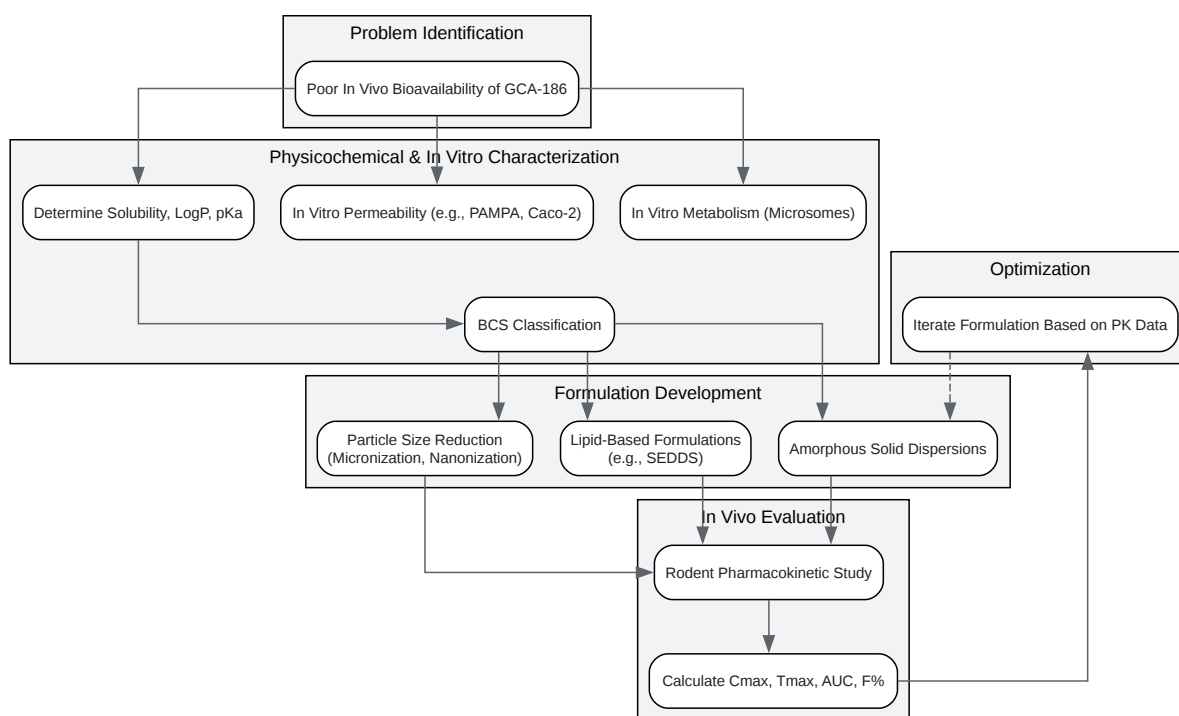 Problem Identification
Poor In Vivo Bioavailability of GCA-186
Physicochemical & In Vitro Characterization
Determine Solubility, LogP, pKa
In Vitro Permeability (e.g., PAMPA, Caco-2)
In Vitro Metabolism (Microsomes)
BCS Classification
Optimization
Iterate Formulation Based on PK Data
Formulation Development
Particle Size Reduction
(Micronization, Nanonization)
Lipid-Based Formulations
(e.g., SEDDS)
Amorphous Solid Dispersions
In Vivo Evaluation
Rodent Pharmacokinetic Study
Calculate Cmax, Tmax, AUC, F%